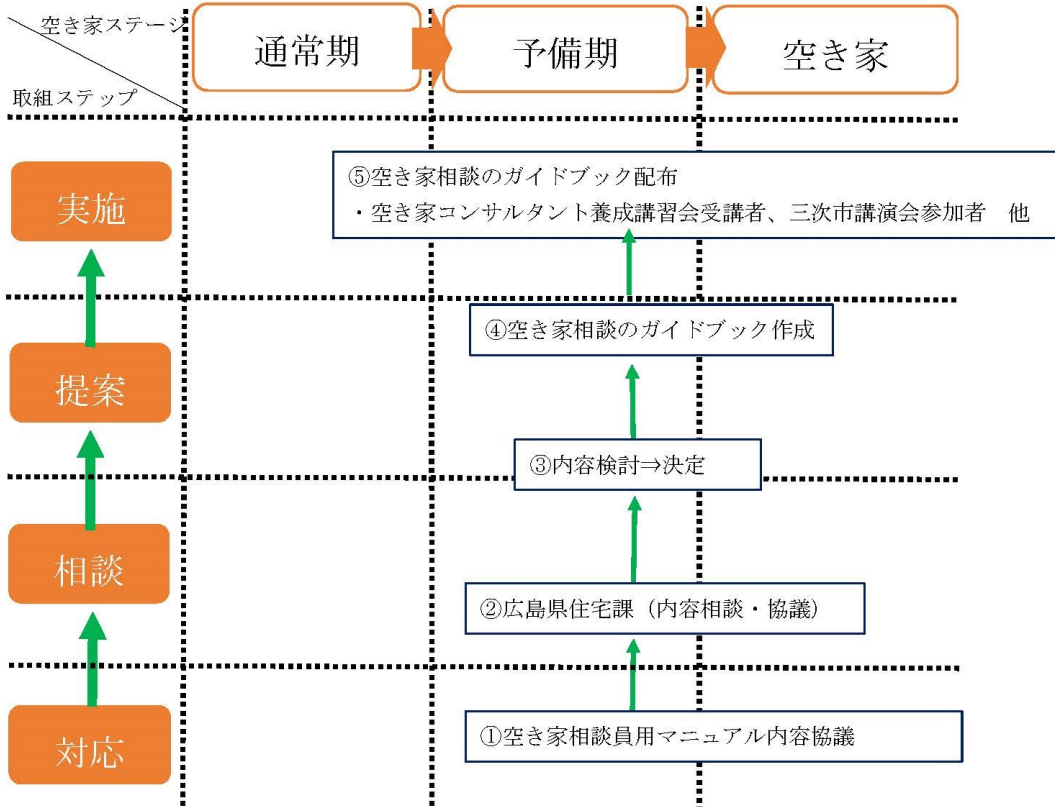 空き家ステージ
取組ステップ
通常期
予備期
空き家
実施
⑤空き家相談のガイドブック配布
・空き家コンサルタント養成講習会受講者、三次市講演会参加者　他
④空き家相談のガイドブック作成
提案
③内容検討⇒決定
相談
②広島県住宅課（内容相談・協議）
対応
①空き家相談員用マニュアル内容協議